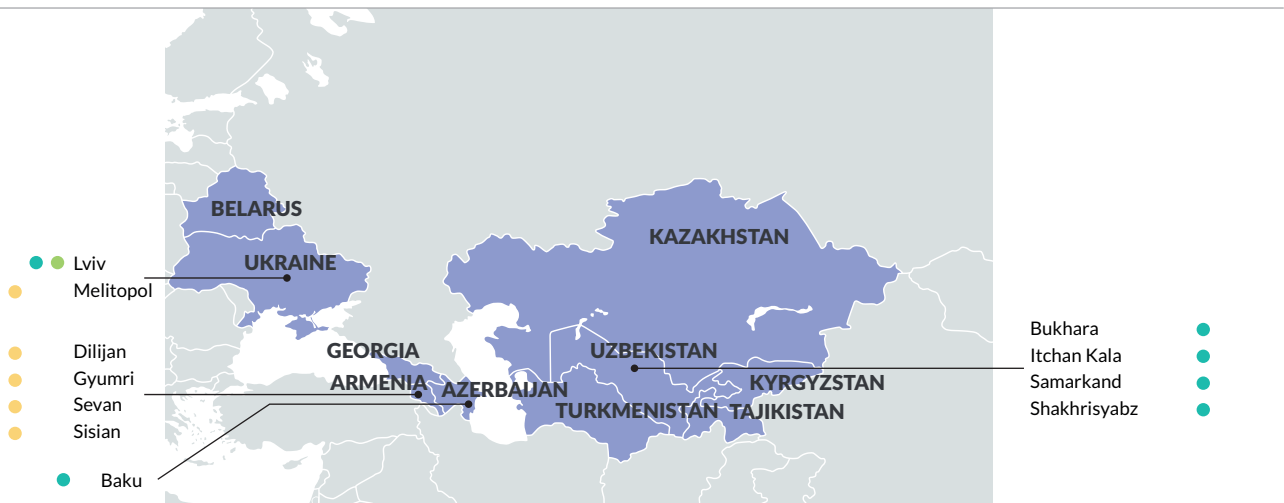 BELARUS
KAZAKHSTAN
UKRAINE
Lviv
Melitopol
GEORGIA
UZBEKISTAN
ARMENIA
AZERBAIJAN
KYRGYZSTAN
TURKMENISTAN
TAJIKISTAN
Dilijan
Gyumri
Sevan
Sisian
Baku
Bukhara
Itchan Kala
Samarkand
Shakhrisyabz